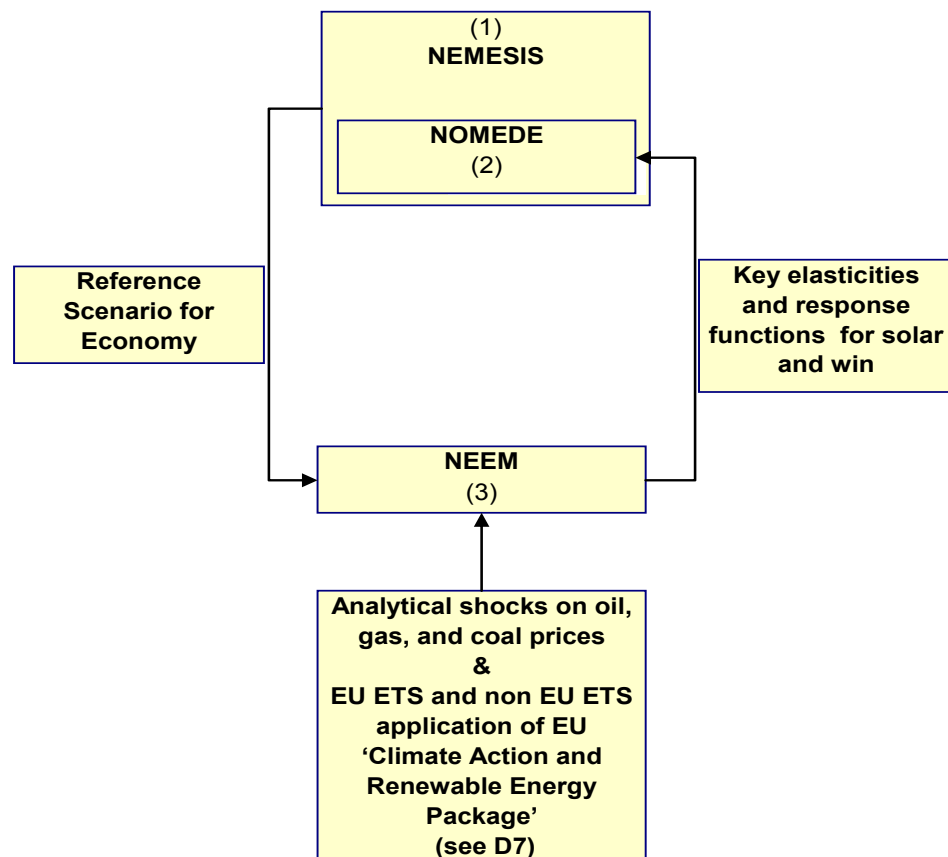 (1)
NEMESIS
NOMEDE
(2)
Reference
Scenario for
Economy
Key elasticities
and response
functions for solar
and win
NEEM
(3)
Analytical shocks on oil,
gas, and coal prices
&
EU ETS and non EU ETS
application of EU
‘Climate Action and
Renewable Energy
Package’
(see D7)